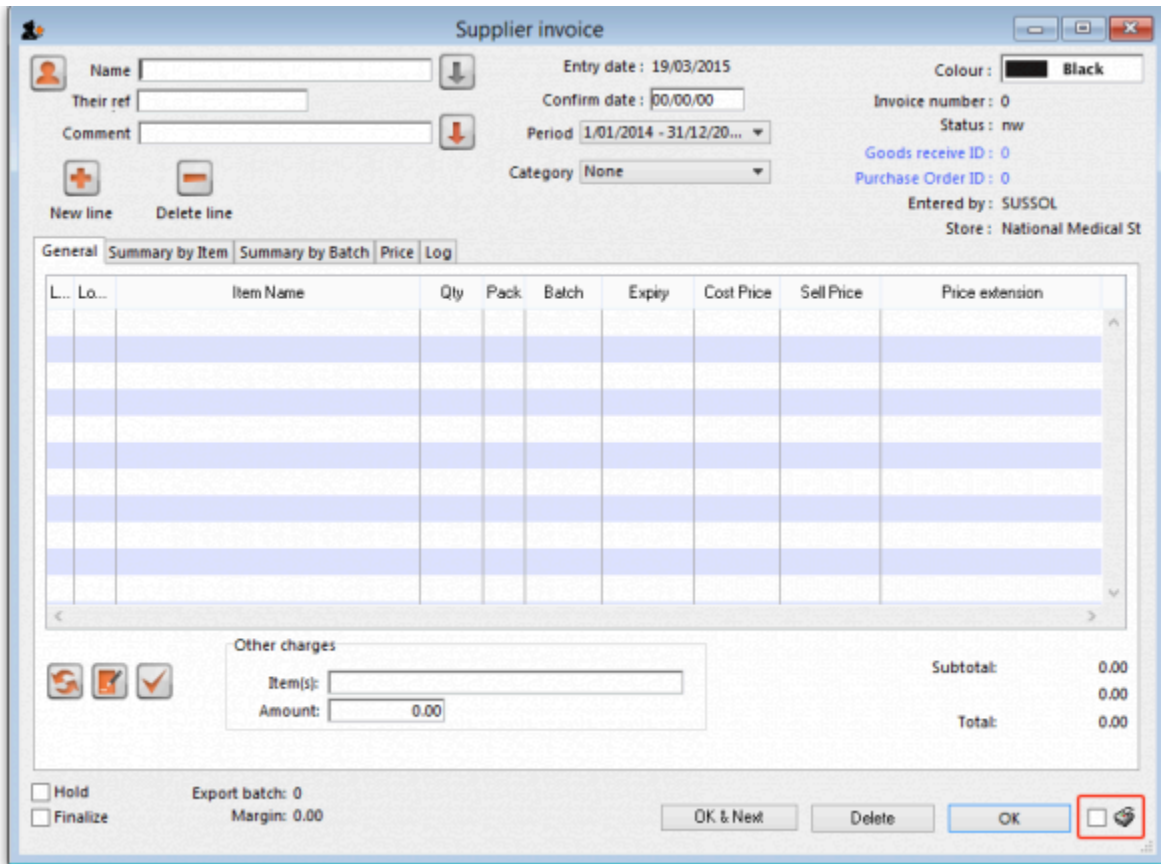 Supplier invoice
Name
Entry date : 19/03/2015
Colour : Black
Their ref
Confirm date : 00/00/00
Invoice number : 0
Comment
Period 1/01/2014 - 31/12/20...
Status : nw
Goods receive ID : 0
Category None
Purchase Order ID : 0
New line Delete line
Entered by : SUSSOL
Store : National Medical St
General Summary by Item Summary by Batch Price Log
L... Lo... Item Name Qty Pack Batch Expiry Cost Price Sell Price Price extension
Other charges
Item(s):
Amount: 0.00
Subtotal: 0.00
0.00
Total: 0.00
Hold
Export batch: 0
Finalize
Margin: 0.00
OK & Next Delete OK